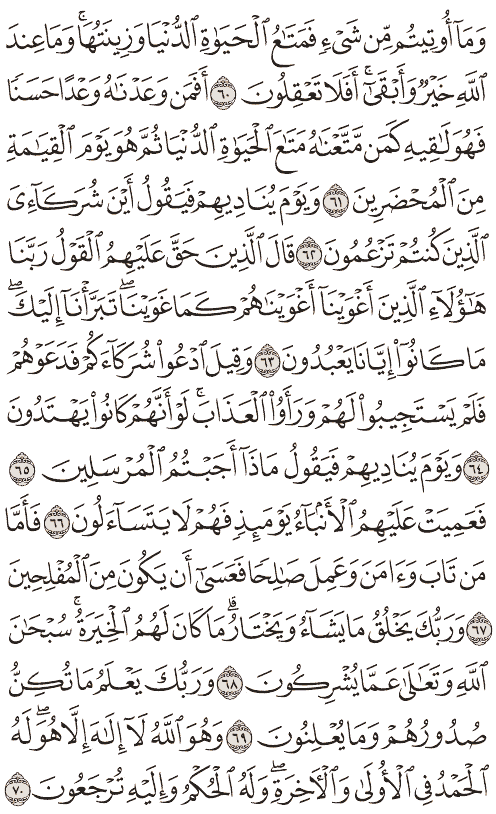 وَمَآ أُوتِيتُم مِّن شَىْءٍ فَمَتَٰعُ ٱلْحَيَوٰةِ ٱلدُّنْيَا وَزِينَتُهَا ۚ وَمَا عِندَ
ٱللَّهِ خَيْرٌ وَأَبْقَىٰٓ ۚ أَفَلَا تَعْقِلُونَ ٦٠ أَفَمَن وَعَدْنَٰهُ وَعْدًا حَسَنًا
فَهُوَ لَٰقِيهِ كَمَن مَّتَّعْنَٰهُ مَتَٰعَ ٱلْحَيَوٰةِ ٱلدُّنْيَا ثُمَّ هُوَ يَوْمَ ٱلْقِيَٰمَةِ
مِنَ ٱلْمُحْضَرِينَ ٦١ وَيَوْمَ يُنَادِيهِمْ فَيَقُولُ أَيْنَ شُرَكَآءِىَ
ٱلَّذِينَ كُنتُمْ تَزْعُمُونَ ٦٢ قَالَ ٱلَّذِينَ حَقَّ عَلَيْهِمُ ٱلْقَوْلُ رَبَّنَا
هَٰٓؤُلَآءِ ٱلَّذِينَ أَغْوَيْنَآ أَغْوَيْنَٰهُمْ كَمَا غَوَيْنَا ۖ تَبَرَّأْنَآ إِلَيْكَ ۖ
مَا كَانُوٓا۟ إِيَّانَا يَعْبُدُونَ ٦٣ وَقِيلَ ٱدْعُوا۟ شُرَكَآءَكُمْ فَدَعَوْهُمْ
فَلَمْ يَسْتَجِيبُوا۟ لَهُمْ وَرَأَوُا۟ ٱلْعَذَابَ ۚ لَوْ أَنَّهُمْ كَانُوا۟ يَهْتَدُونَ
٦٤ وَيَوْمَ يُنَادِيهِمْ فَيَقُولُ مَاذَآ أَجَبْتُمُ ٱلْمُرْسَلِينَ ٦٥
فَعَمِيَتْ عَلَيْهِمُ ٱلْأَنۢبَآءُ يَوْمَئِذٍ فَهُمْ لَا يَتَسَآءَلُونَ ٦٦ فَأَمَّا
مَن تَابَ وَءَامَنَ وَعَمِلَ صَٰلِحًا فَعَسَىٰٓ أَن يَكُونَ مِنَ ٱلْمُفْلِحِينَ
٦٧ وَرَبُّكَ يَخْلُقُ مَا يَشَآءُ وَيَخْتَارُ ۗ مَا كَانَ لَهُمُ ٱلْخِيَرَةُ ۚ سُبْحَٰنَ
ٱللَّهِ وَتَعَٰلَىٰ عَمَّا يُشْرِكُونَ ٦٨ وَرَبُّكَ يَعْلَمُ مَا تُكِنُّ
صُدُورُهُمْ وَمَا يُعْلِنُونَ ٦٩ وَهُوَ ٱللَّهُ لَآ إِلَٰهَ إِلَّا هُوَ ۖ لَهُ
ٱلْحَمْدُ فِى ٱلْأُولَىٰ وَٱلْءَاخِرَةِ ۖ وَلَهُ ٱلْحُكْمُ وَإِلَيْهِ تُرْجَعُونَ ٧٠